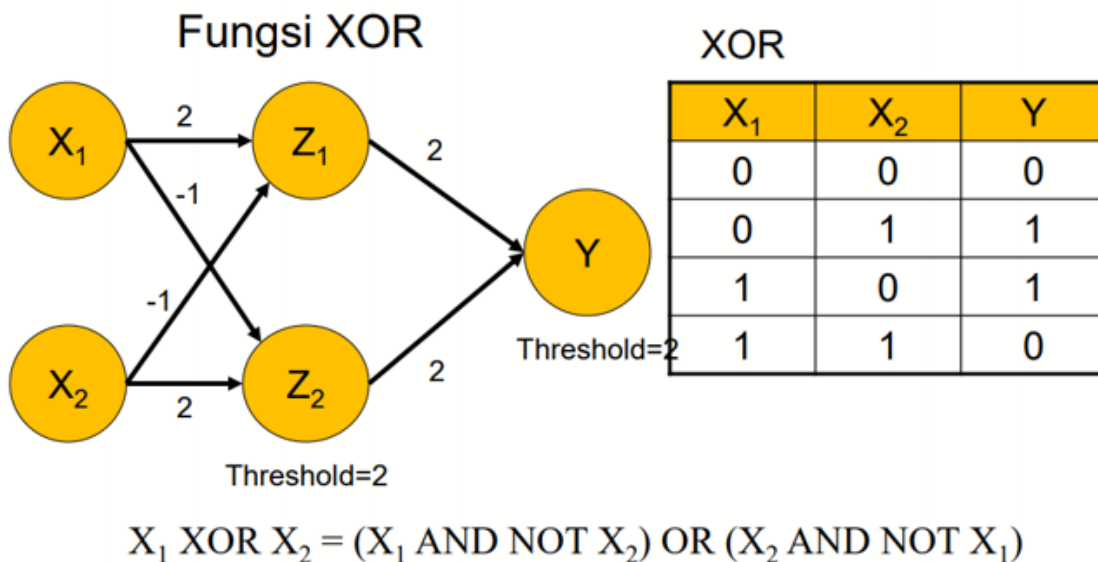 Fungsi XOR
X₁
2
Z₁
-1
2
-1
X₂
2
Z₂
2
Y
Threshold=2
Threshold=2
XOR
X₁ X₂ Y
0 0 0
0 1 1
1 0 1
1 1 0
X₁ XOR X₂ = (X₁ AND NOT X₂) OR (X₂ AND NOT X₁)